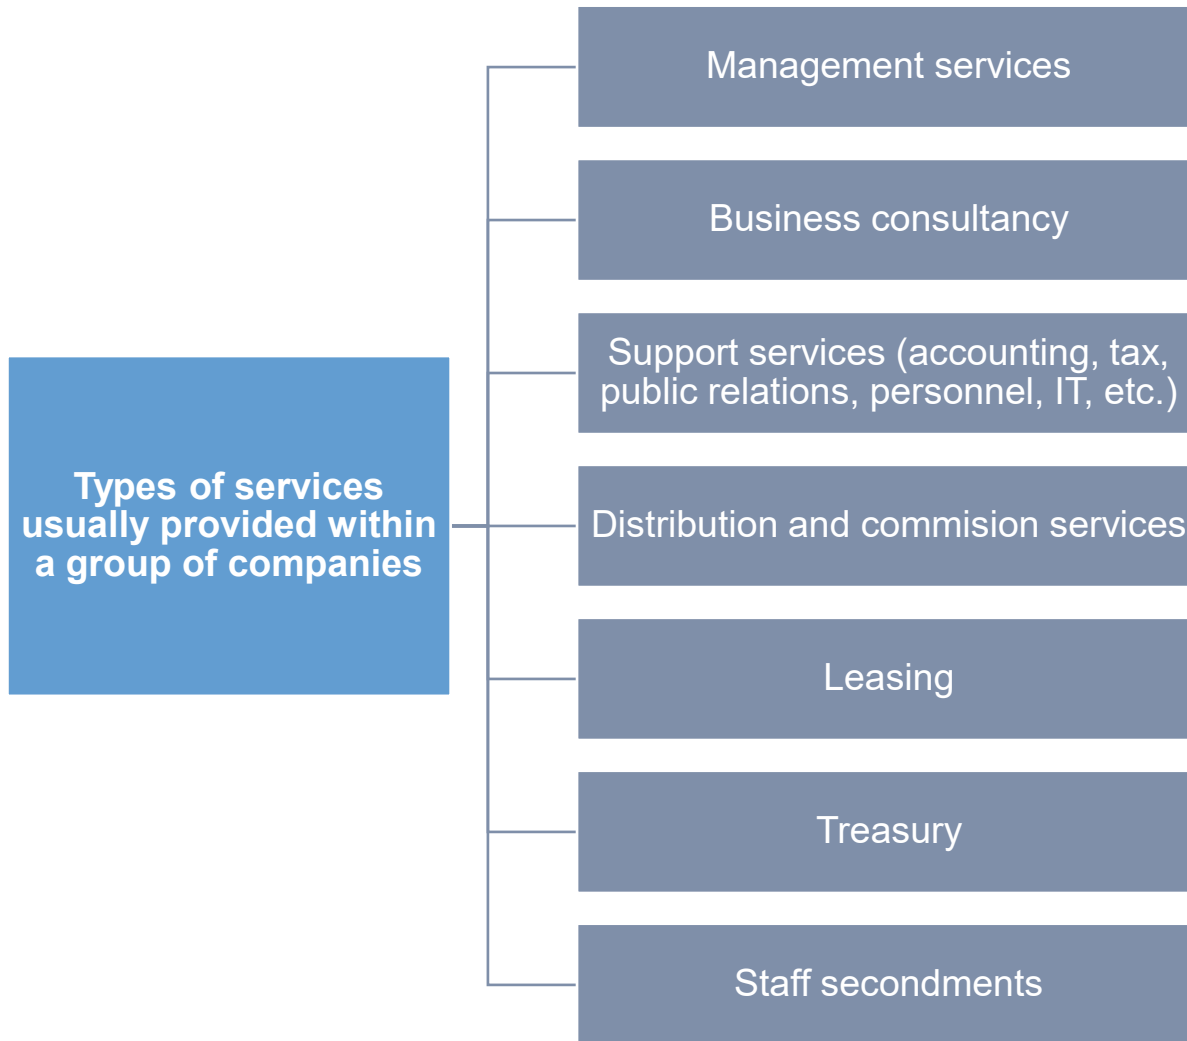 Management services
Business consultancy
Support services (accounting, tax,
public relations, personnel, IT, etc.)
Types of services
usually provided within
a group of companies
Distribution and commision services
Leasing
Treasury
Staff secondments